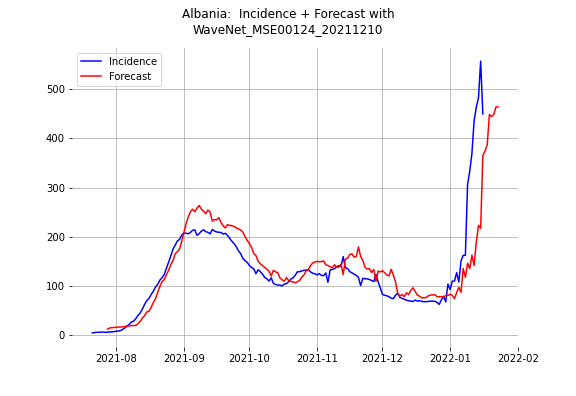 Albania:  Incidence + Forecast with
WaveNet_MSE00124_20211210
Incidence
Forecast
500
400
300
200
100
0
2021-08 2021-09 2021-10 2021-11 2021-12 2022-01 2022-02